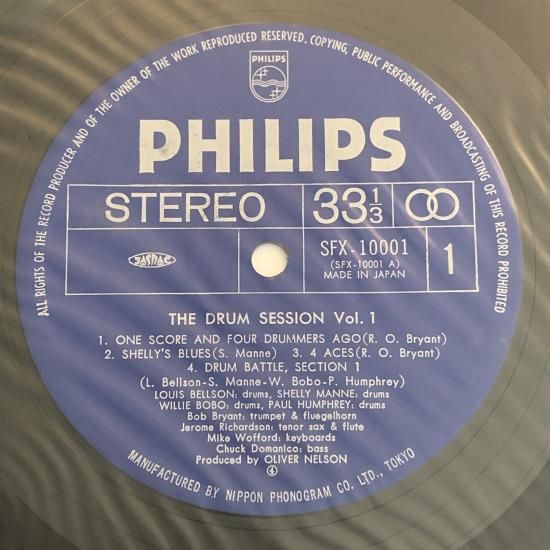 ALL RIGHTS OF THE RECORD PRODUCER AND OF THE OWNER OF THE WORK REPRODUCED RESERVED. COPYING, PUBLIC PERFORMANCE AND BROADCASTING OF THIS RECORD PROHIBITED
PHILIPS
PHILIPS
STEREO 33 1/3
JASRAC
SFX-10001
(SFX-10001 A)
MADE IN JAPAN
1
THE DRUM SESSION Vol. 1
1. ONE SCORE AND FOUR DRUMMERS AGO(R. O. Bryant)
2. SHELLY'S BLUES(S. Manne) 3. 4 ACES(R. O. Bryant)
4. DRUM BATTLE, SECTION 1
(L. Bellson-S. Manne-W. Bobo-P. Humphrey)
LOUIS BELLSON: drums, SHELLY MANNE: drums
WILLIE BOBO: drums, PAUL HUMPHREY: drums
Bob Bryant: trumpet & fluegelhorn
Jerome Richardson: tenor sax & flute
Mike Wofford: keyboards
Chuck Domanico: bass
Produced by OLIVER NELSON
④
MANUFACTURED BY NIPPON PHONOGRAM CO. LTD., TOKYO